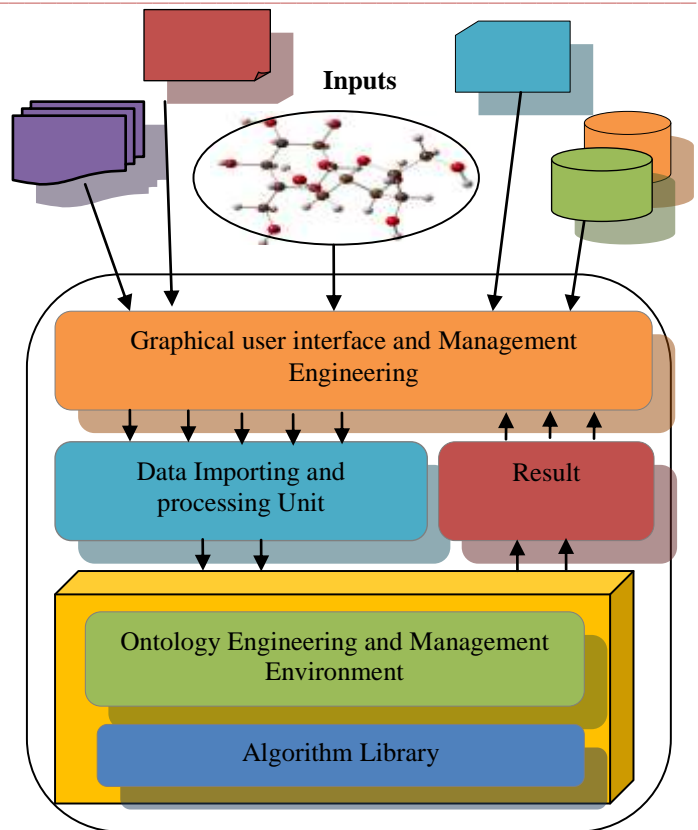 Inputs
Graphical user interface and Management
Engineering
Data Importing and
processing Unit
Result
Ontology Engineering and Management
Environment
Algorithm Library